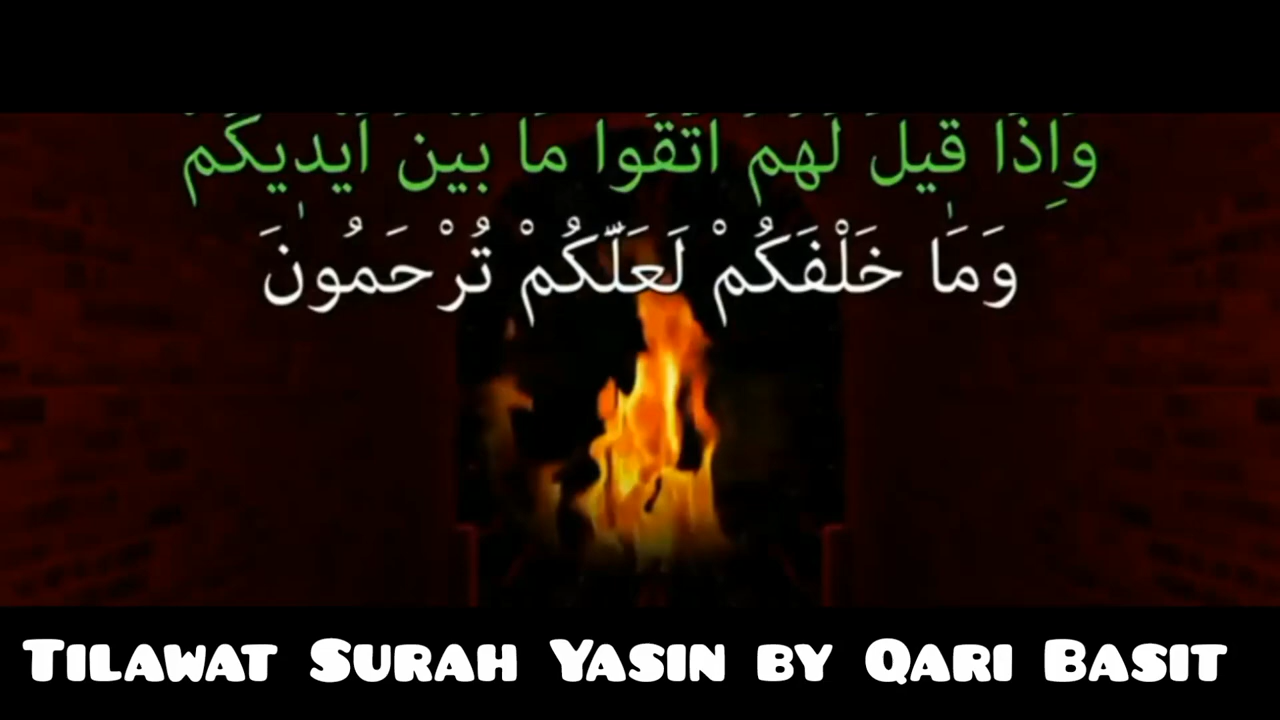 وَاِذَا قِيلَ لَهُمُ اتَّقُوا مَا بَيْنَ اَيْدِيكُمْ
وَمَا خَلْفَكُمْ لَعَلَّكُمْ تُرْحَمُونَ
Tilawat Surah Yasin by Qari Basit